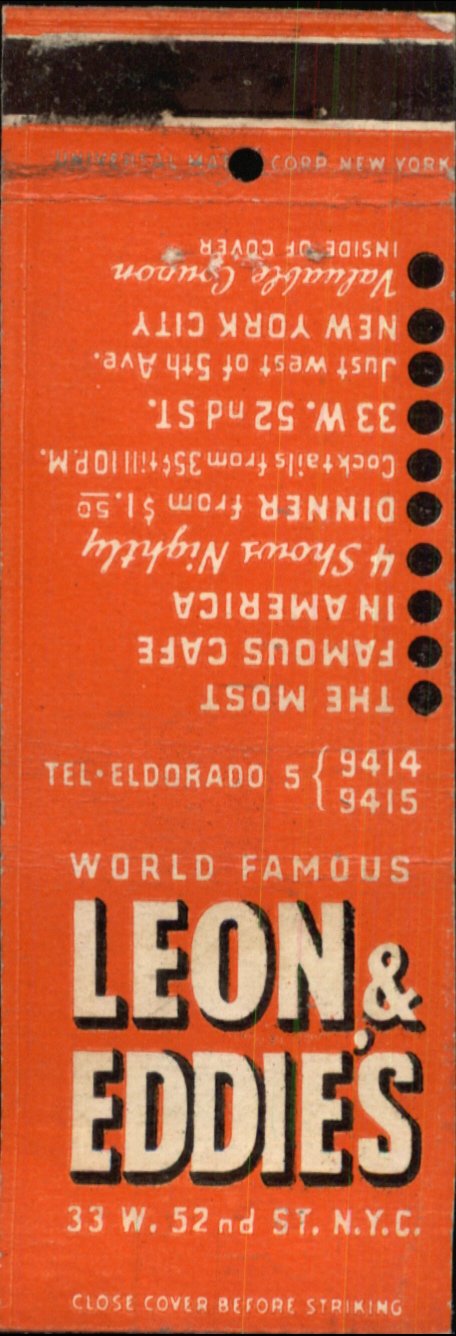 UNIVERSAL MATCH CORP NEW YORK
THE MOST
FAMOUS CAFE
IN AMERICA
4 Shows Nightly
DINNER from $1.50
Cocktails from 35¢ till 10 P.M.
33 W. 52nd ST.
Just west of 5th Ave.
NEW YORK CITY
Valuable Coupon
INSIDE OF COVER
TEL·ELDORADO 5 { 9414
9415
WORLD FAMOUS
LEON &
EDDIE'S
33 W. 52nd ST. N.Y.C.
CLOSE COVER BEFORE STRIKING